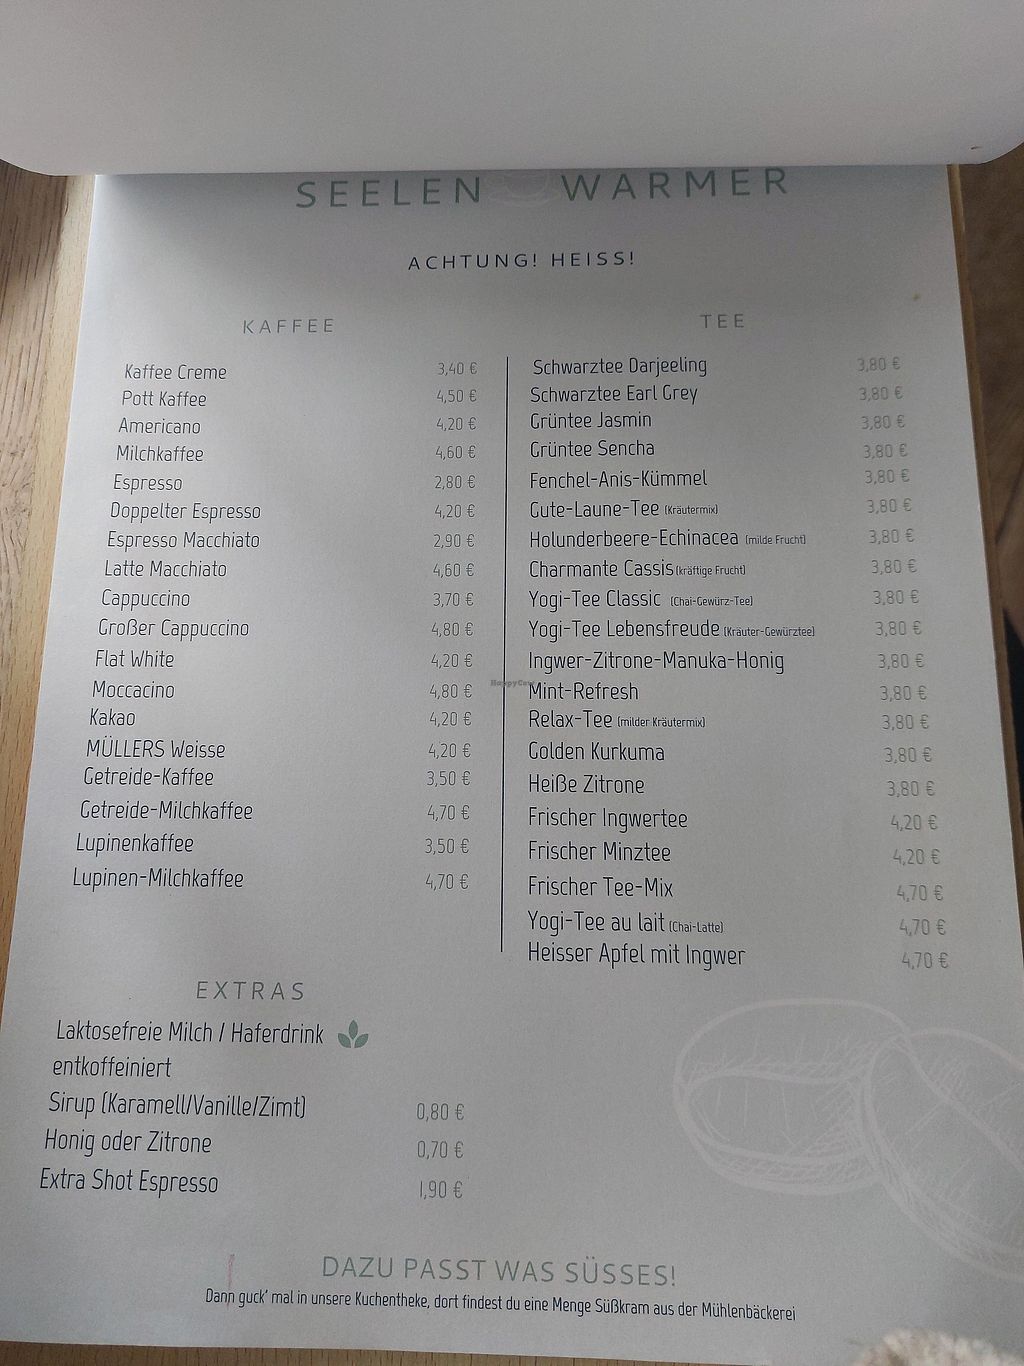 SEELEN WARMER
ACHTUNG! HEISS!
KAFFEE
Kaffee Creme 3,40 €
Pott Kaffee 4,50 €
Americano 4,20 €
Milchkaffee 4,60 €
Espresso 2,80 €
Doppelter Espresso 4,20 €
Espresso Macchiato 2,90 €
Latte Macchiato 4,60 €
Cappuccino 3,70 €
Großer Cappuccino 4,80 €
Flat White 4,20 €
Moccacino 4,80 €
Kakao 4,20 €
MÜLLERS Weisse 4,20 €
Getreide-Kaffee 3,50 €
Getreide-Milchkaffee 4,70 €
Lupinenkaffee 3,50 €
Lupinen-Milchkaffee 4,70 €
TEE
Schwarztee Darjeeling 3,80 €
Schwarztee Earl Grey 3,80 €
Grüntee Jasmin 3,80 €
Grüntee Sencha 3,80 €
Fenchel-Anis-Kümmel 3,80 €
Gute-Laune-Tee (Kräutermix) 3,80 €
Holunderbeere-Echinacea (milde Frucht) 3,80 €
Charmante Cassis (kräftige Frucht) 3,80 €
Yogi-Tee Classic (Chai-Gewürz-Tee) 3,80 €
Yogi-Tee Lebensfreude (Kräuter-Gewürztee) 3,80 €
Ingwer-Zitrone-Manuka-Honig 3,80 €
Mint-Refresh 3,80 €
Relax-Tee (milder Kräutermix) 3,80 €
Golden Kurkuma 3,80 €
Heiße Zitrone 3,80 €
Frischer Ingwertee 4,20 €
Frischer Minztee 4,20 €
Frischer Tee-Mix 4,70 €
Yogi-Tee au lait (Chai-Latte) 4,70 €
Heisser Apfel mit Ingwer 4,70 €
EXTRAS
Laktosefreie Milch / Haferdrink
entkoffeiniert
Sirup (Karamell/Vanille/Zimt) 0,80 €
Honig oder Zitrone 0,70 €
Extra Shot Espresso 1,90 €
DAZU PASST WAS SÜSSES!
Dann guck' mal in unsere Kuchentheke, dort findest du eine Menge Süßkram aus der Mühlenbäckerei